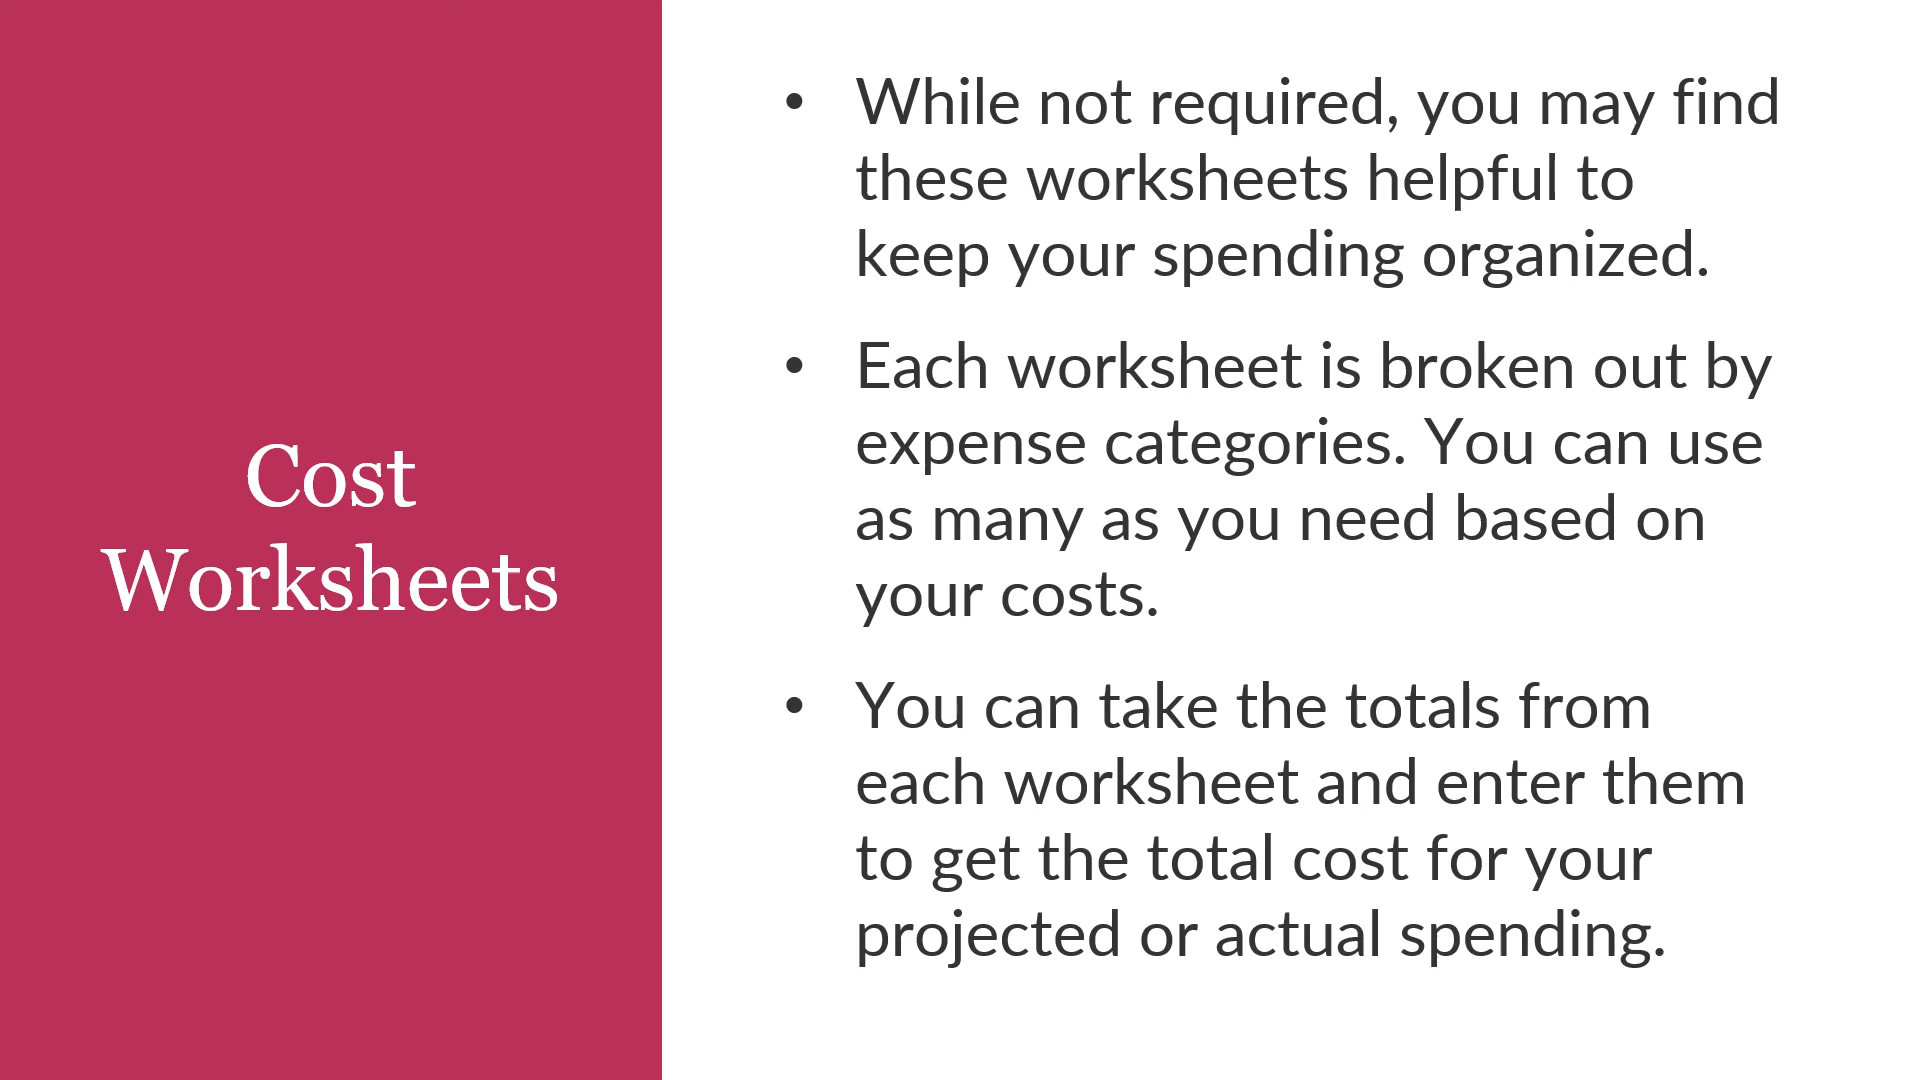 Cost
Worksheets
• While not required, you may find
these worksheets helpful to
keep your spending organized.
• Each worksheet is broken out by
expense categories. You can use
as many as you need based on
your costs.
• You can take the totals from
each worksheet and enter them
to get the total cost for your
projected or actual spending.